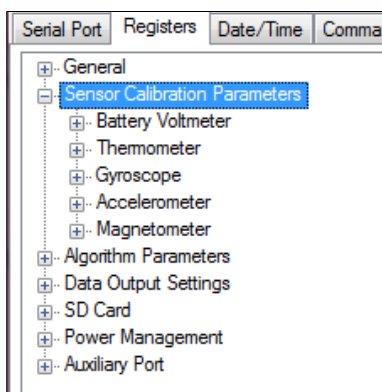 Serial Port Registers Date/Time Comma
General
Sensor Calibration Parameters
Battery Voltmeter
Thermometer
Gyroscope
Accelerometer
Magnetometer
Algorithm Parameters
Data Output Settings
SD Card
Power Management
Auxiliary Port